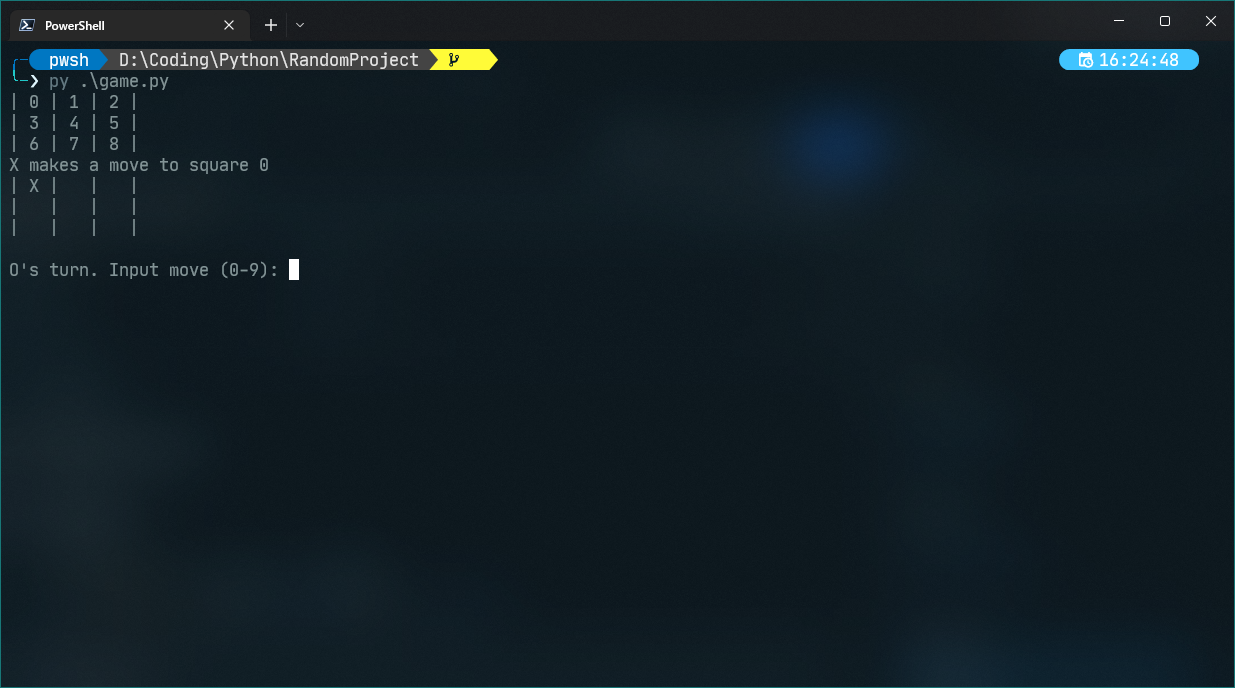 PowerShell
pwsh D:\Coding\Python\RandomProject 16:24:48
❯ py .\game.py
| 0 | 1 | 2 |
| 3 | 4 | 5 |
| 6 | 7 | 8 |
X makes a move to square 0
| X |   |   |
|   |   |   |
|   |   |   |
O's turn. Input move (0-9):